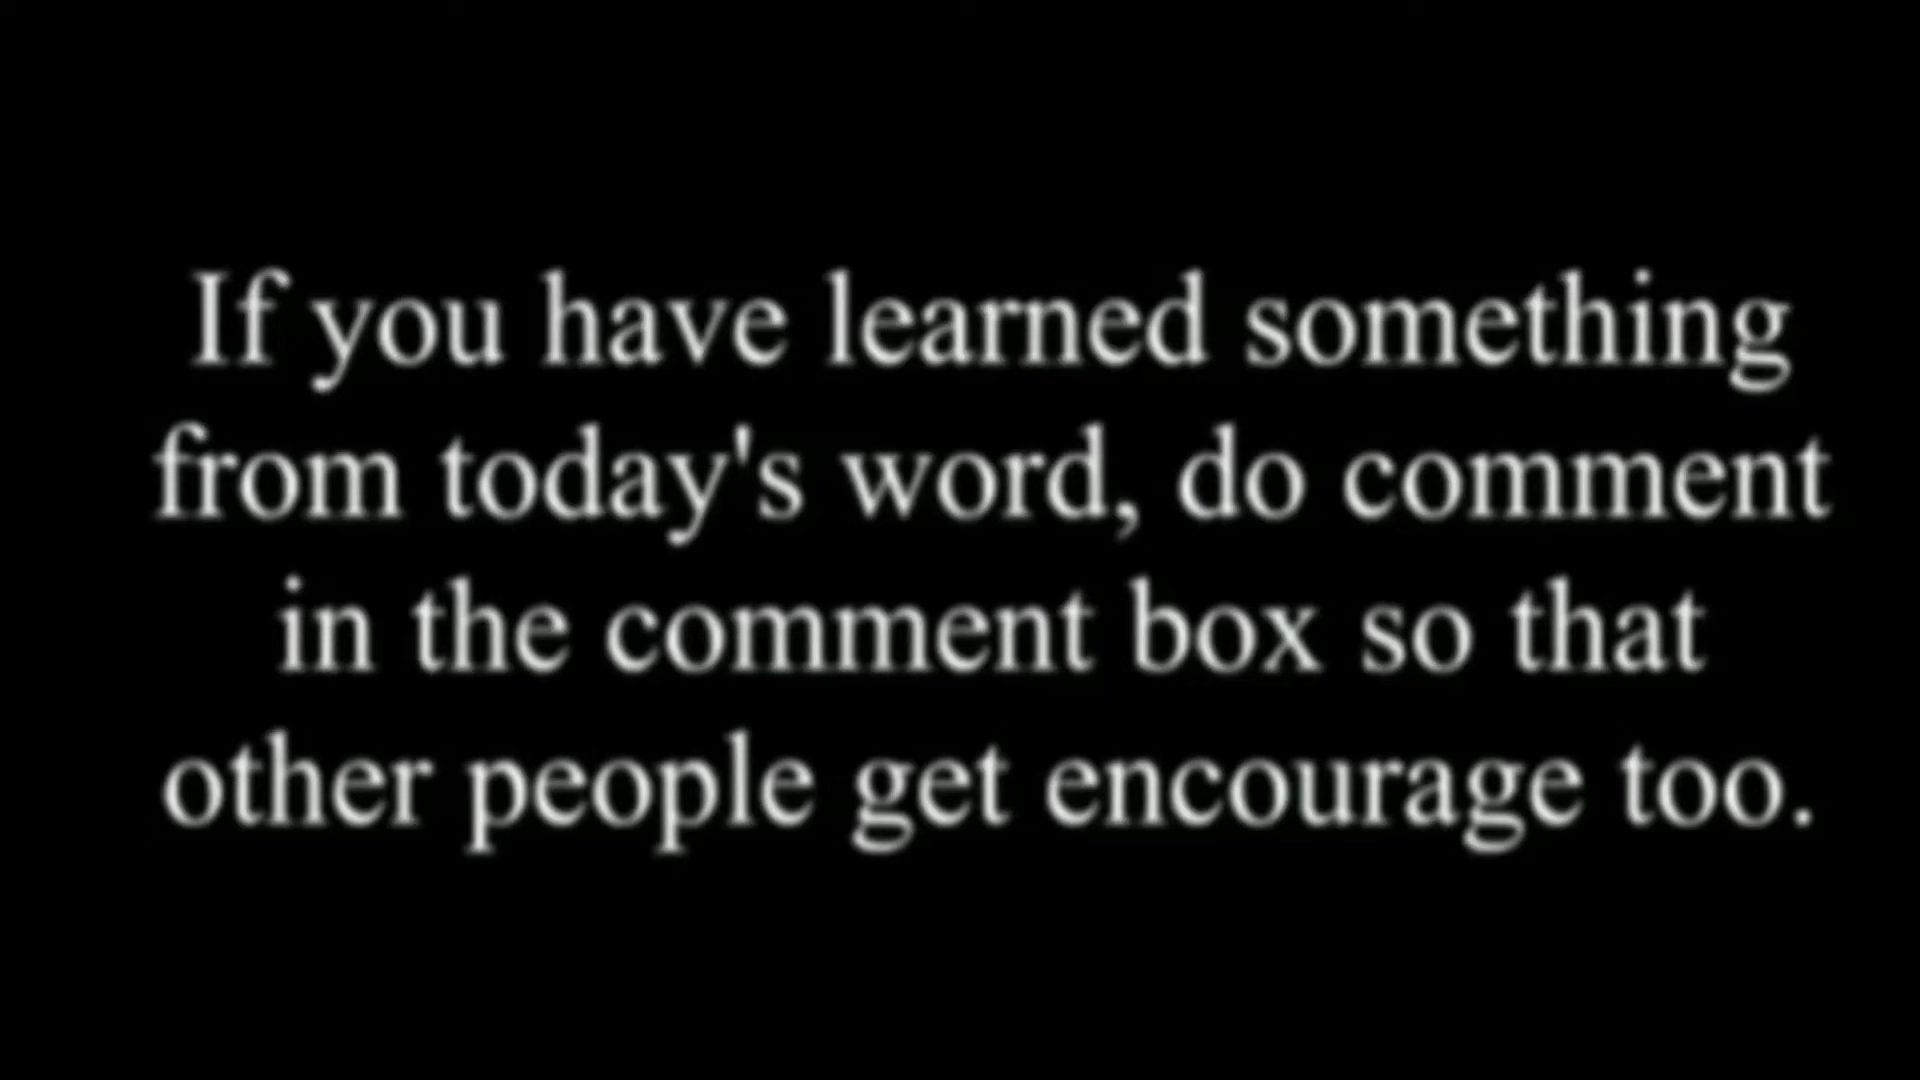 If you have learned something
from today's word, do comment
in the comment box so that
other people get encourage too.